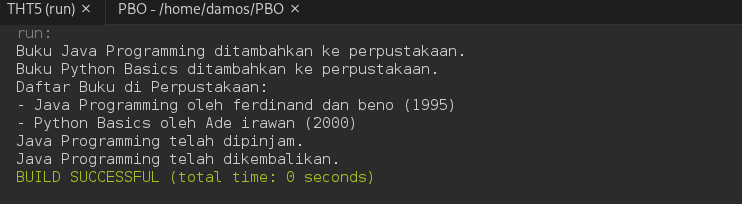 THT5 (run) × PBO - /home/damos/PBO ×
run:
Buku Java Programming ditambahkan ke perpustakaan.
Buku Python Basics ditambahkan ke perpustakaan.
Daftar Buku di Perpustakaan:
- Java Programming oleh ferdinand dan beno (1995)
- Python Basics oleh Ade irawan (2000)
Java Programming telah dipinjam.
Java Programming telah dikembalikan.
BUILD SUCCESSFUL (total time: 0 seconds)